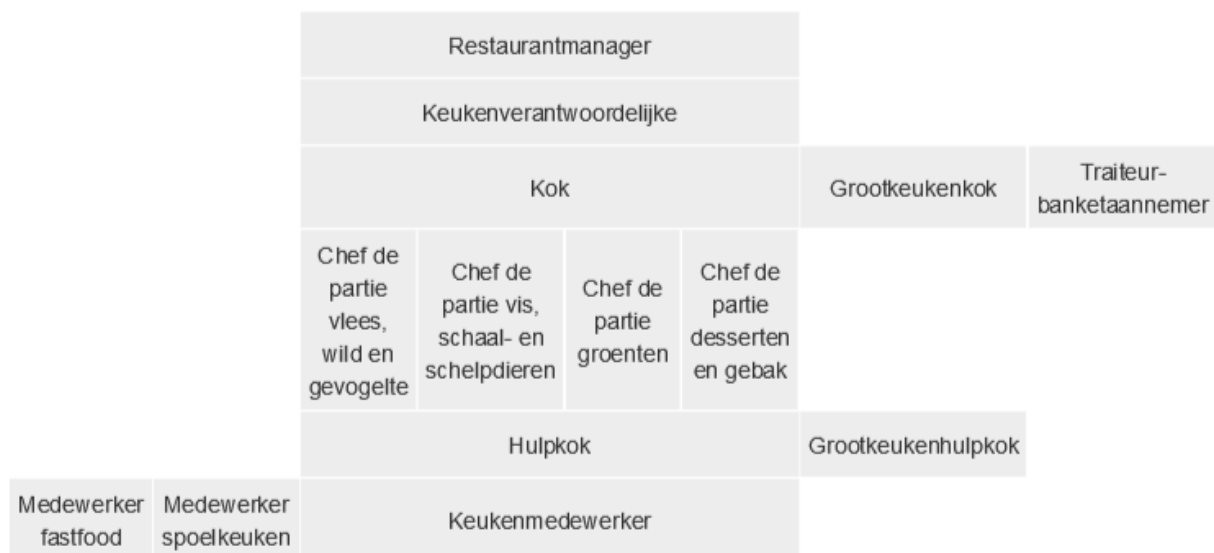 Restaurantmanager
Keukenverantwoordelijke
Kok
Grootkeukenkok
Traiteur-
banketaannemer
Chef de
partie
vlees,
wild en
gevogelte
Chef de
partie vis,
schaal- en
schelpdieren
Chef de
partie
groenten
Chef de
partie
desserten
en gebak
Hulpkok
Grootkeukenhulpkok
Medewerker
fastfood
Medewerker
spoelkeuken
Keukenmedewerker